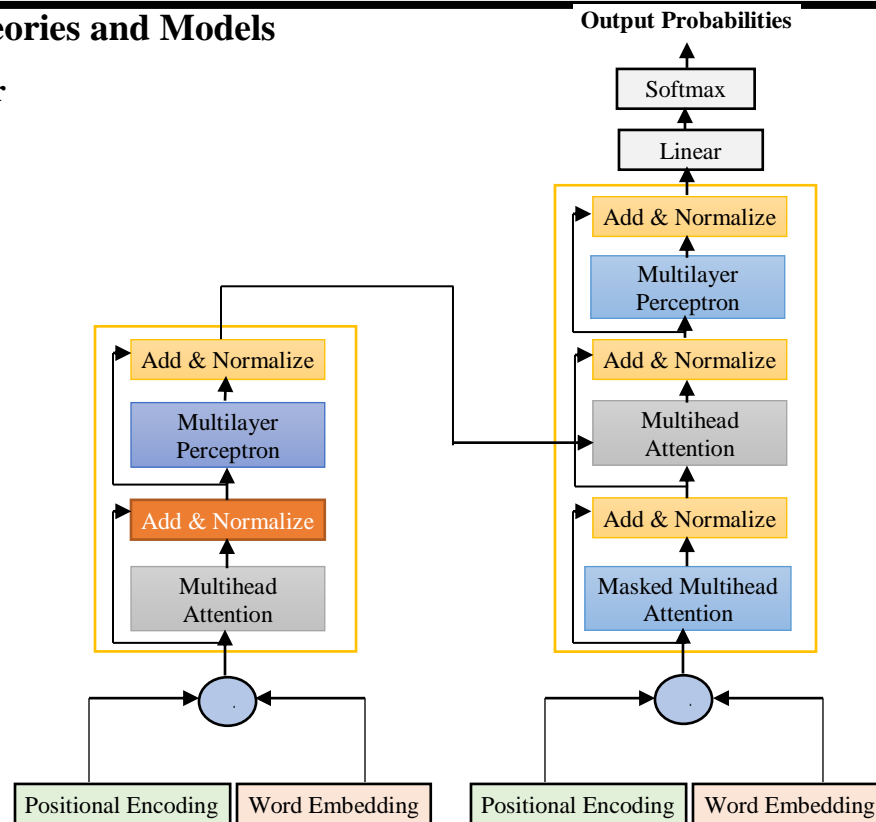 eories and Models
r
Output Probabilities
Softmax
Linear
Add & Normalize
Multilayer
Perceptron
Add & Normalize
Multihead
Attention
Add & Normalize
Masked Multihead
Attention
Add & Normalize
Multilayer
Perceptron
Add & Normalize
Multihead
Attention
.
.
Positional Encoding
Word Embedding
Positional Encoding
Word Embedding